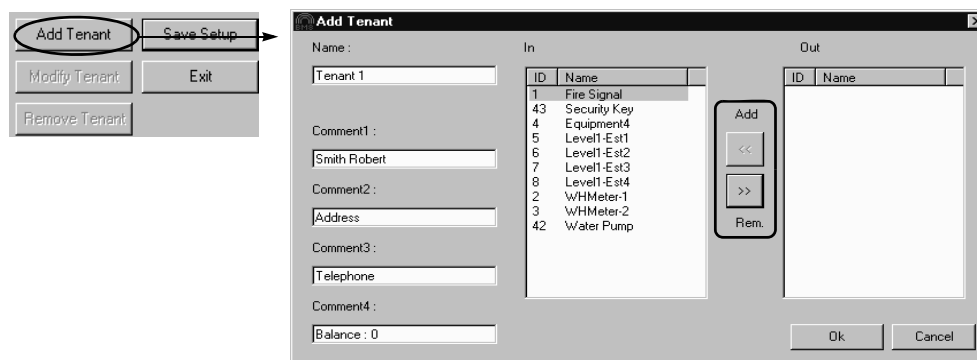 Add Tenant
Save Setup
Modify Tenant
Exit
Remove Tenant
BMS
Add Tenant
Name :
Tenant 1
Comment1 :
Smith Robert
Comment2 :
Address
Comment3 :
Telephone
Comment4 :
Balance : 0
In
ID Name
1 Fire Signal
43 Security Key
4 Equipment4
5 Level1-Est1
6 Level1-Est2
7 Level1-Est3
8 Level1-Est4
2 WHMeter-1
3 WHMeter-2
42 Water Pump
Add
<<
>>
Rem.
Out
ID Name
Ok
Cancel